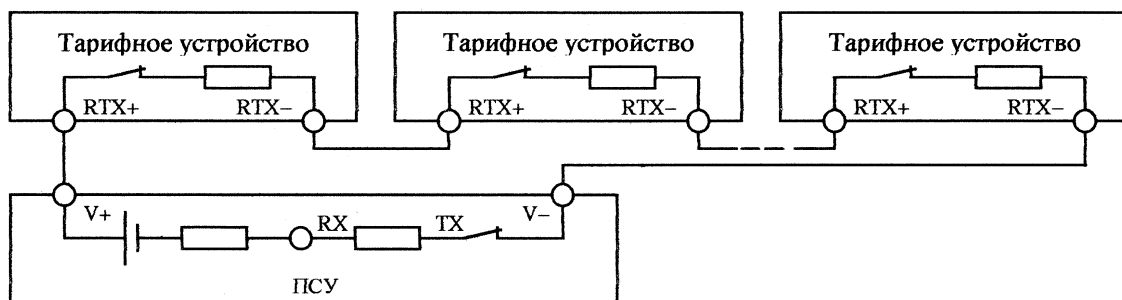 Тарифное устройство Тарифное устройство Тарифное устройство
RTX+ RTX− RTX+ RTX− RTX+ RTX−
V+ RX TX V−
ПСУ